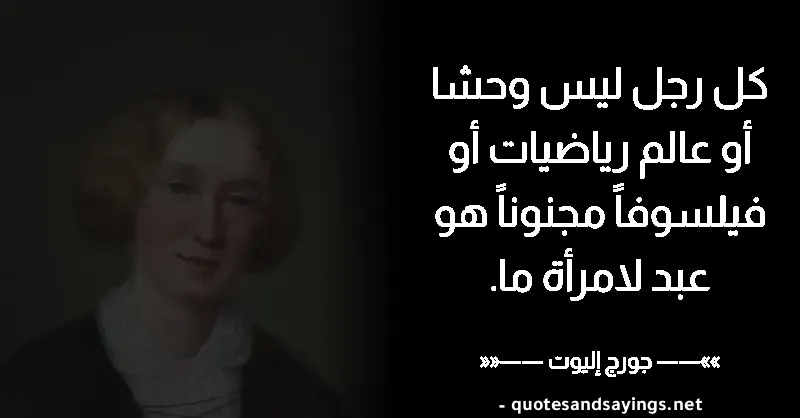 كل رجل ليس وحشا
أو عالم رياضيات أو
فيلسوفاً مجنوناً هو
عبد لامرأة ما.
»»—— جورج إليوت ——««
- quotesandsayings.net